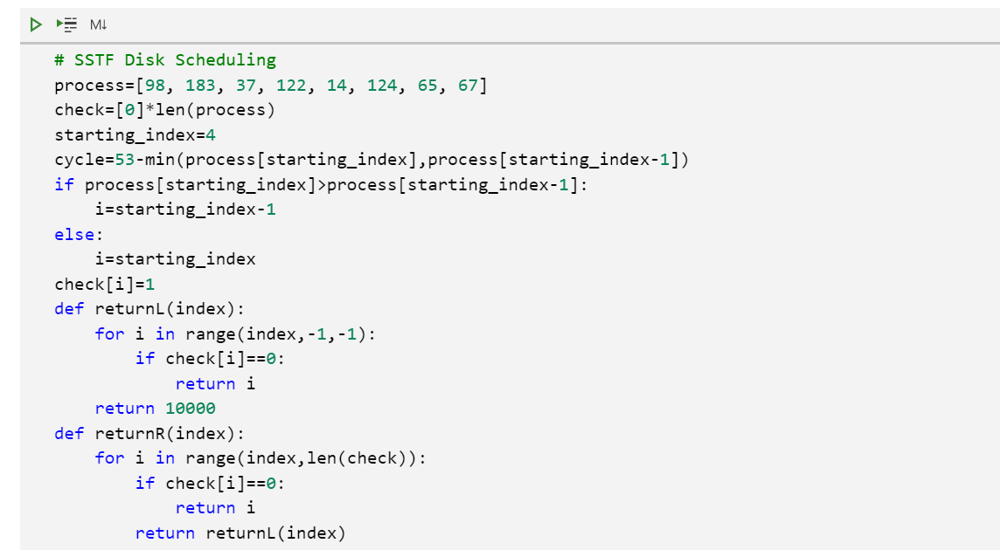 M↓
# SSTF Disk Scheduling
process=[98, 183, 37, 122, 14, 124, 65, 67]
check=[0]*len(process)
starting_index=4
cycle=53-min(process[starting_index],process[starting_index-1])
if process[starting_index]>process[starting_index-1]:
    i=starting_index-1
else:
    i=starting_index
check[i]=1
def returnL(index):
    for i in range(index,-1,-1):
        if check[i]==0:
            return i
    return 10000
def returnR(index):
    for i in range(index,len(check)):
        if check[i]==0:
            return i
        return returnL(index)